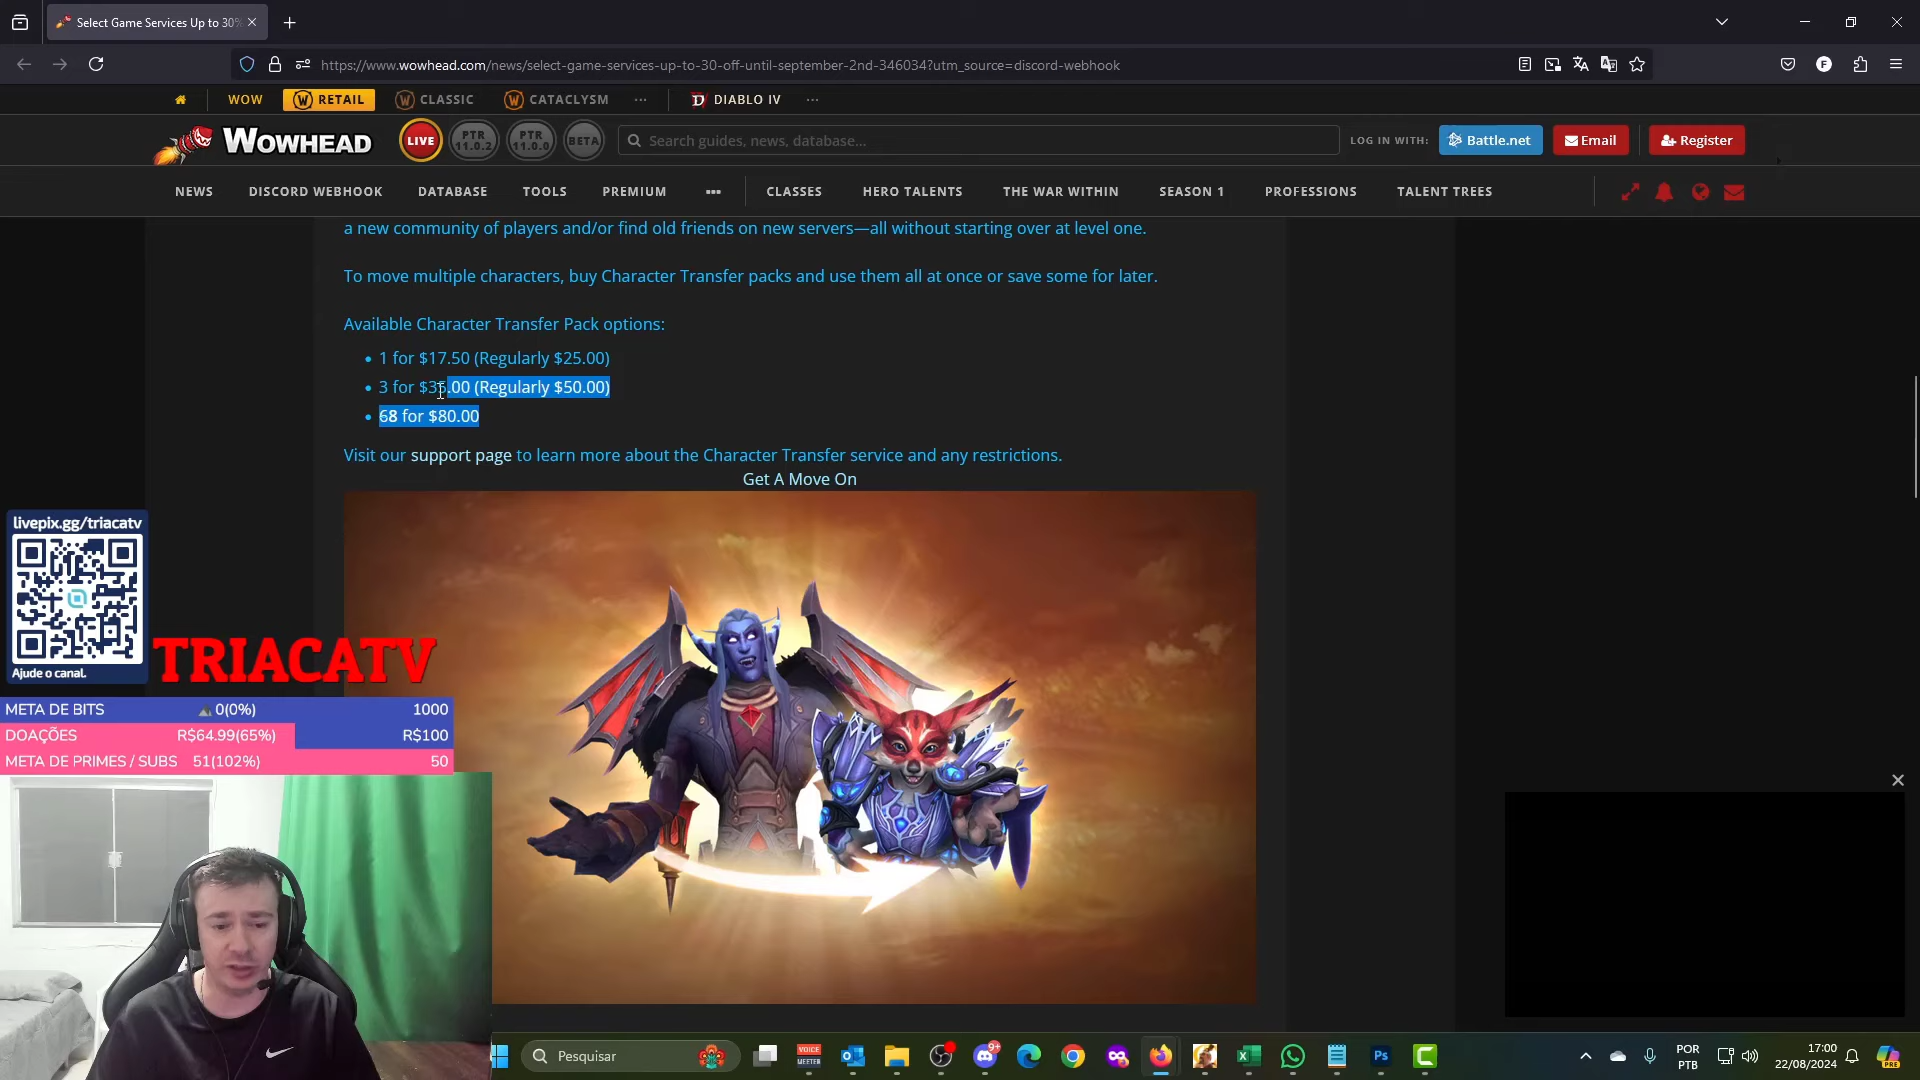 Select Game Services Up to 30%
https://www.wowhead.com/news/select-game-services-up-to-30-off-until-september-2nd-346034?utm_source=discord-webhook
WOW
RETAIL
CLASSIC
CATACLYSM
DIABLO IV
WOWHEAD
LIVE
PTR 11.0.2
PTR 11.0.0
BETA
Search guides, news, database...
LOG IN WITH:
Battle.net
Email
Register
NEWS
DISCORD WEBHOOK
DATABASE
TOOLS
PREMIUM
CLASSES
HERO TALENTS
THE WAR WITHIN
SEASON 1
PROFESSIONS
TALENT TREES
a new community of players and/or find old friends on new servers—all without starting over at level one.
To move multiple characters, buy Character Transfer packs and use them all at once or save some for later.
Available Character Transfer Pack options:
• 1 for $17.50 (Regularly $25.00)
• 3 for $35.00 (Regularly $50.00)
• 68 for $80.00
Visit our support page to learn more about the Character Transfer service and any restrictions.
Get A Move On
livepix.gg/triacatv
Ajude o canal.
TRIACATV
META DE BITS 0(0%) 1000
DOAÇÕES R$64.99(65%) R$100
META DE PRIMES / SUBS 51(102%) 50
Pesquisar
VOICE MEETER
9+
POR
PTB
17:00
22/08/2024
PRE